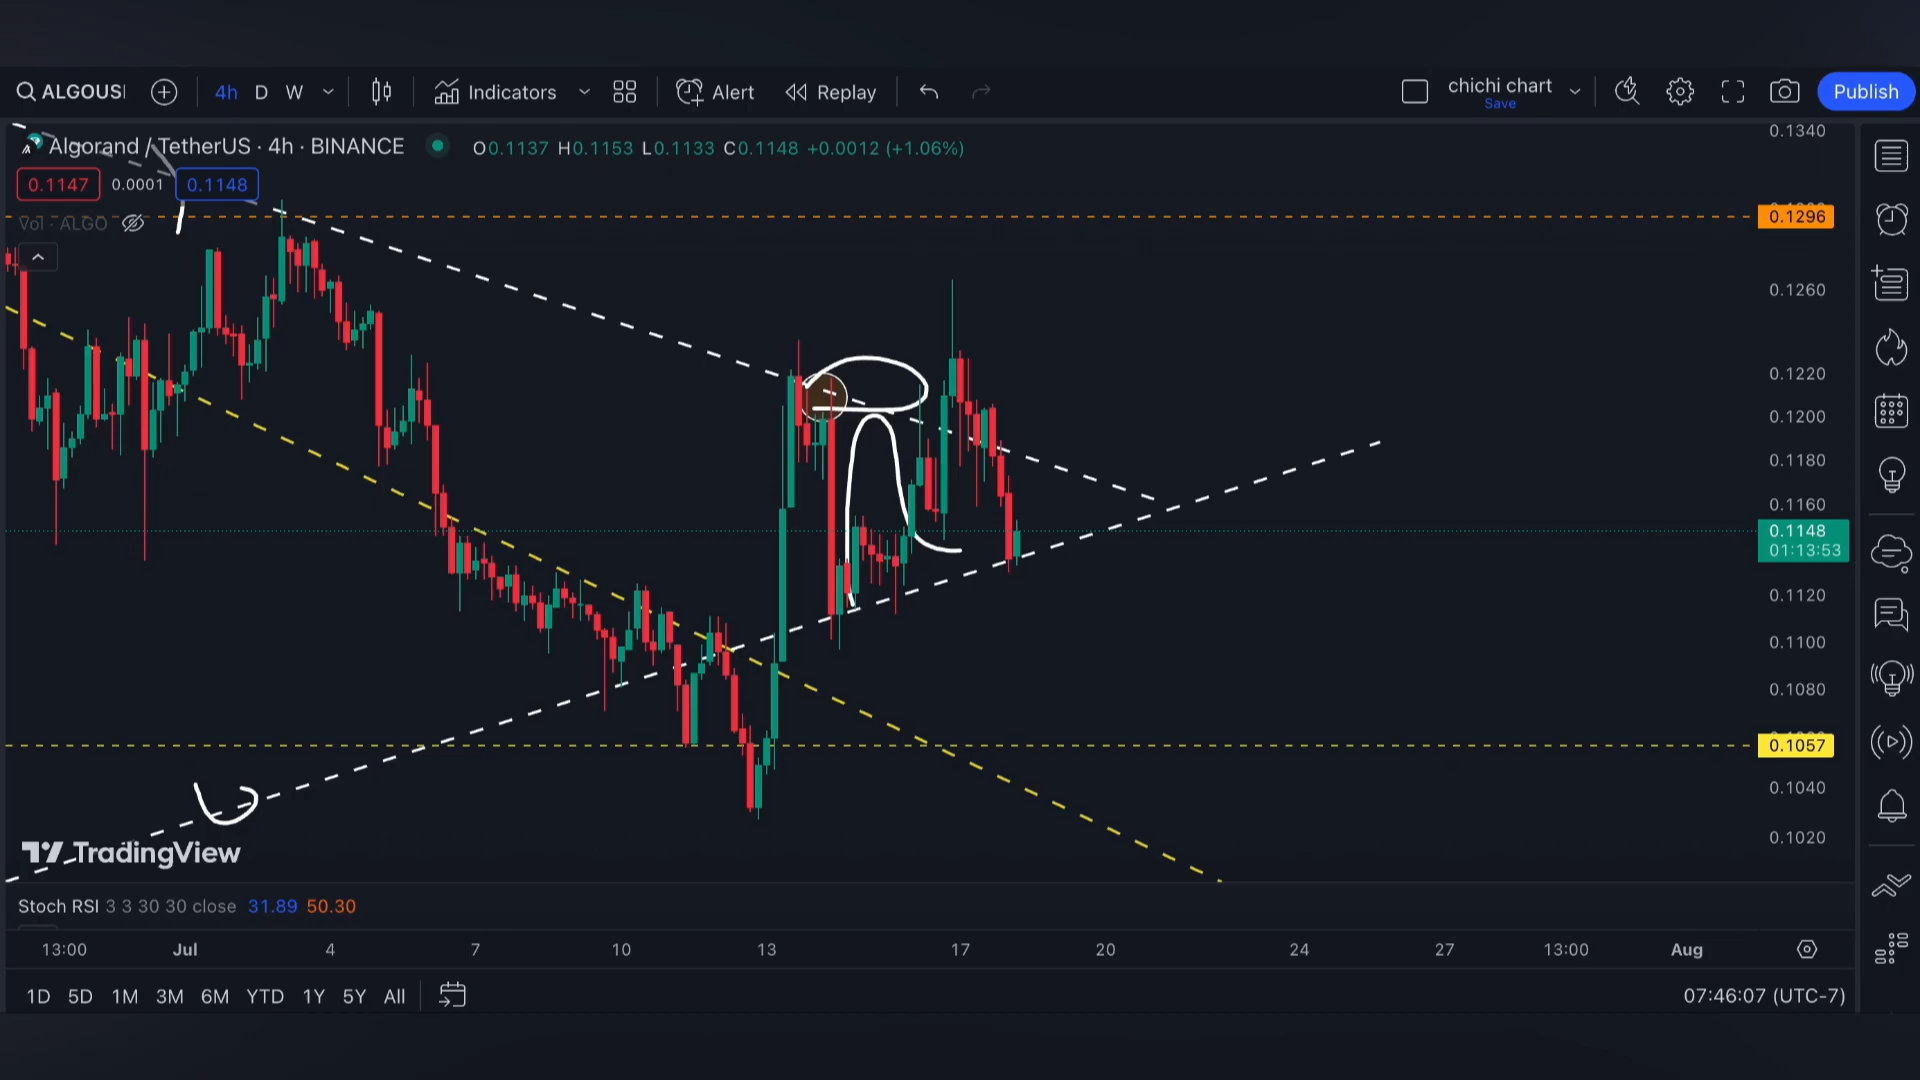 ALGOUS 4h D W Indicators Alert Replay chichi chart Save Publish
Algorand / TetherUS · 4h · BINANCE O0.1137 H0.1153 L0.1133 C0.1148 +0.0012 (+1.06%)
0.1147 0.0001 0.1148
Vol · ALGO
0.1340
0.1296
0.1260
0.1220
0.1200
0.1180
0.1160
0.1148
01:13:53
0.1120
0.1100
0.1080
0.1057
0.1040
0.1020
TradingView
Stoch RSI 3 3 30 30 close 31.89 50.30
13:00 Jul 4 7 10 13 17 20 24 27 13:00 Aug
1D 5D 1M 3M 6M YTD 1Y 5Y All 07:46:07 (UTC-7)